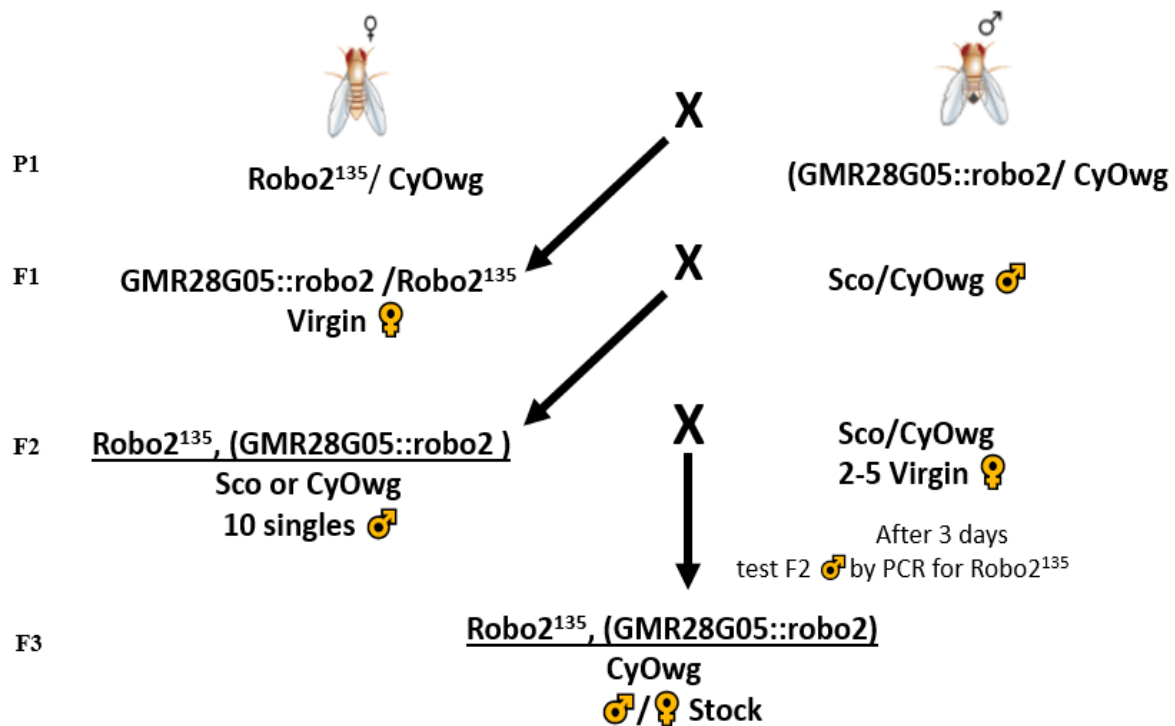 ♀
♂
X
P1
Robo2¹³⁵/ CyOwg
(GMR28G05::robo2/ CyOwg
F1
GMR28G05::robo2 /Robo2¹³⁵
Virgin ♀
X
Sco/CyOwg ♂
F2
Robo2¹³⁵, (GMR28G05::robo2 )
Sco or CyOwg
10 singles ♂
X
Sco/CyOwg
2-5 Virgin ♀
After 3 days
test F2 ♂ by PCR for Robo2¹³⁵
F3
Robo2¹³⁵, (GMR28G05::robo2)
CyOwg
♂/♀ Stock